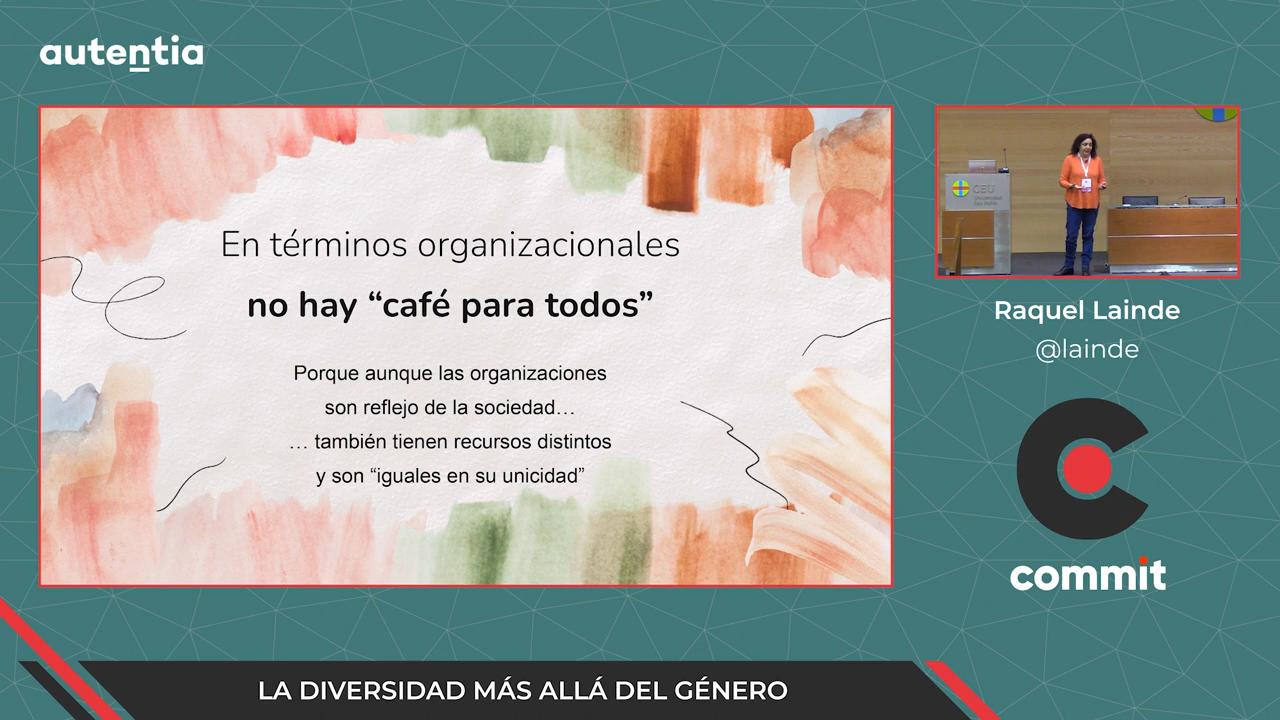 autentia
En términos organizacionales
no hay “café para todos”
Porque aunque las organizaciones
son reflejo de la sociedad…
… también tienen recursos distintos
y son “iguales en su unicidad”
CEU
Raquel Lainde
@lainde
commit
LA DIVERSIDAD MÁS ALLÁ DEL GÉNERO